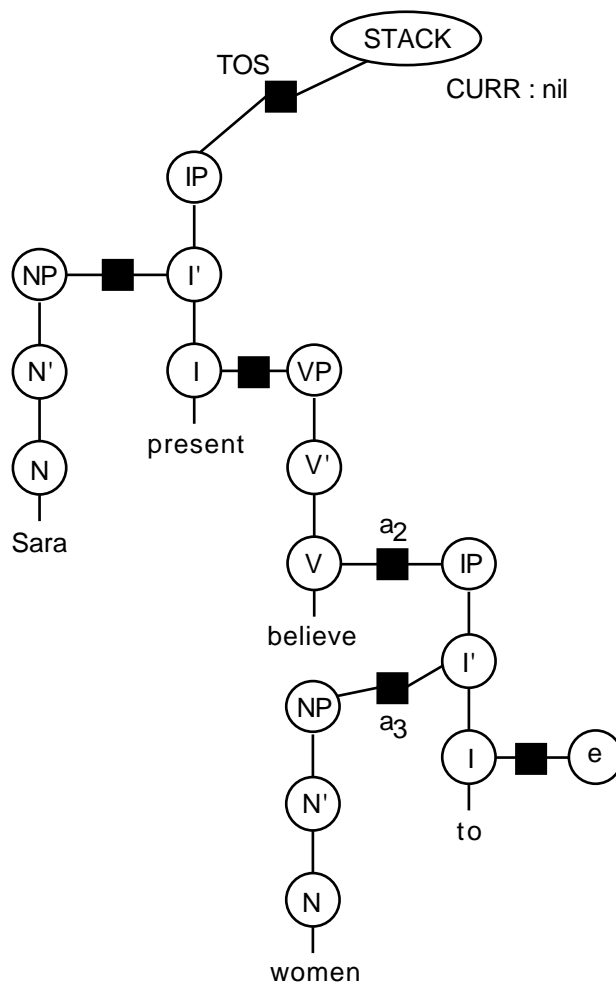 STACK
TOS
CURR : nil
IP
NP I'
N' I VP
present
N V'
Sara
a2
V IP
believe
I'
NP
a3
I e
N' to
N
women